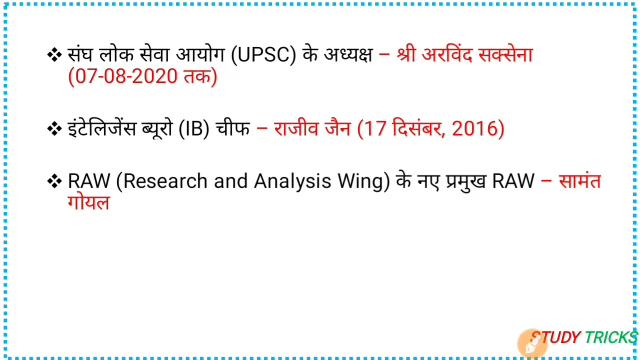 ❖ संघ लोक सेवा आयोग (UPSC) के अध्यक्ष – श्री अरविंद सक्सेना
(07-08-2020 तक)
❖ इंटेलिजेंस ब्यूरो (IB) चीफ – राजीव जैन (17 दिसंबर, 2016)
❖ RAW (Research and Analysis Wing) के नए प्रमुख RAW – सामंत
गोयल
STUDY TRICKS